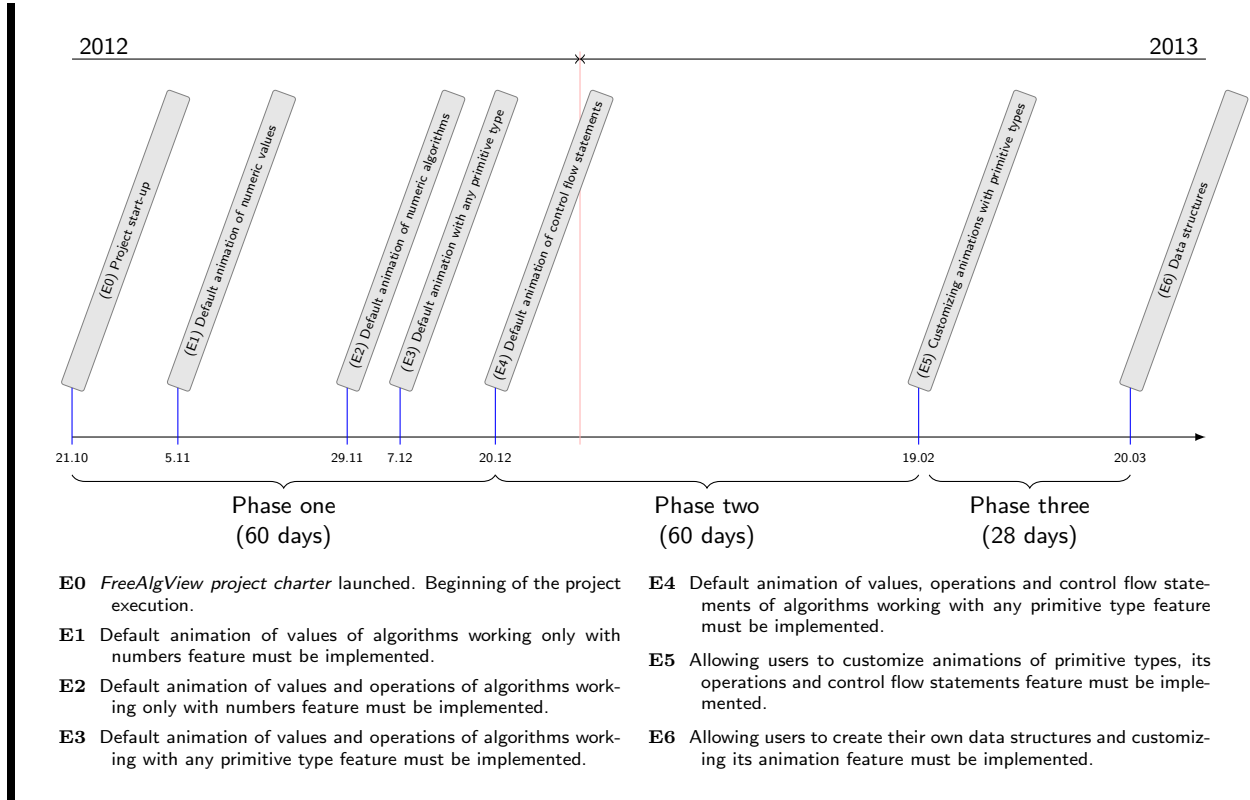 2012
2013
(E0) Project start-up
(E1) Default animation of numeric values
(E2) Default animation of numeric algorithms
(E3) Default animation with any primitive type
(E4) Default animation of control flow statements
(E5) Customizing animations with primitive types
(E6) Data structures
21.10
5.11
29.11
7.12
20.12
19.02
20.03
Phase one
(60 days)
Phase two
(60 days)
Phase three
(28 days)
E0 FreeAlgView project charter launched. Beginning of the project
execution.
E1 Default animation of values of algorithms working only with
numbers feature must be implemented.
E2 Default animation of values and operations of algorithms work-
ing only with numbers feature must be implemented.
E3 Default animation of values and operations of algorithms work-
ing with any primitive type feature must be implemented.
E4 Default animation of values, operations and control flow state-
ments of algorithms working with any primitive type feature
must be implemented.
E5 Allowing users to customize animations of primitive types, its
operations and control flow statements feature must be imple-
mented.
E6 Allowing users to create their own data structures and customiz-
ing its animation feature must be implemented.